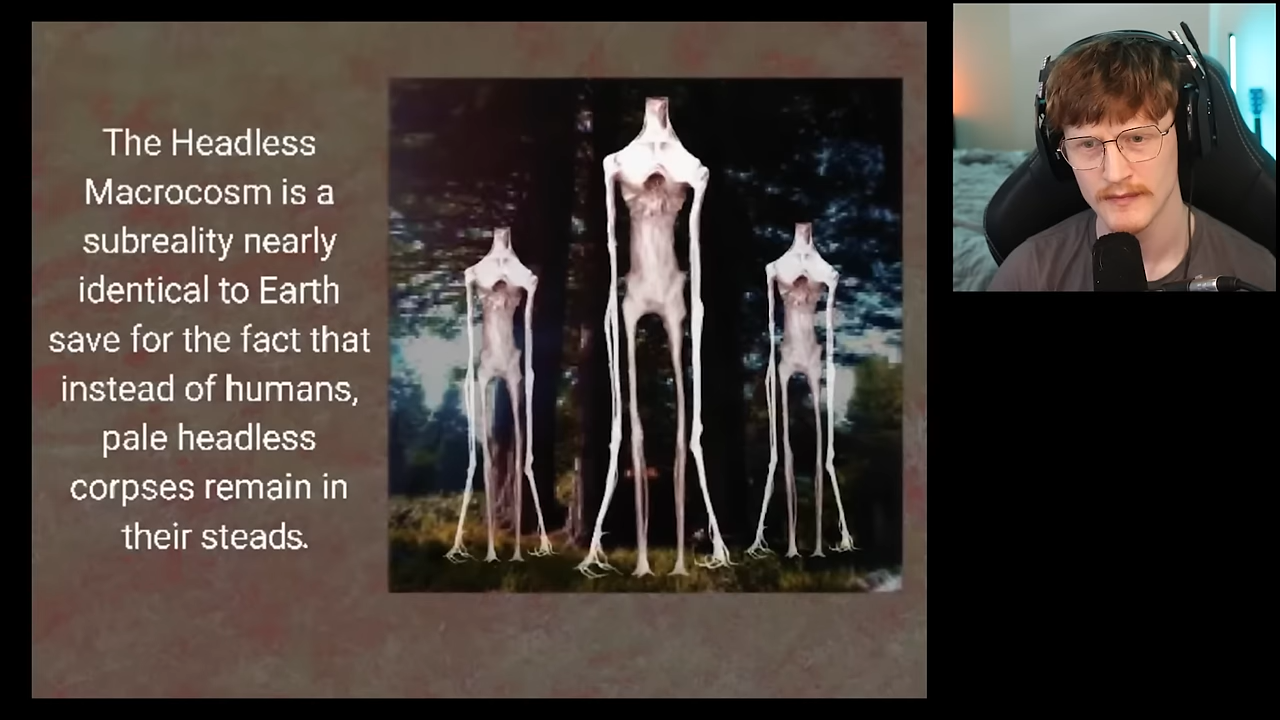 The Headless
Macrocosm is a
subreality nearly
identical to Earth
save for the fact that
instead of humans,
pale headless
corpses remain in
their steads.